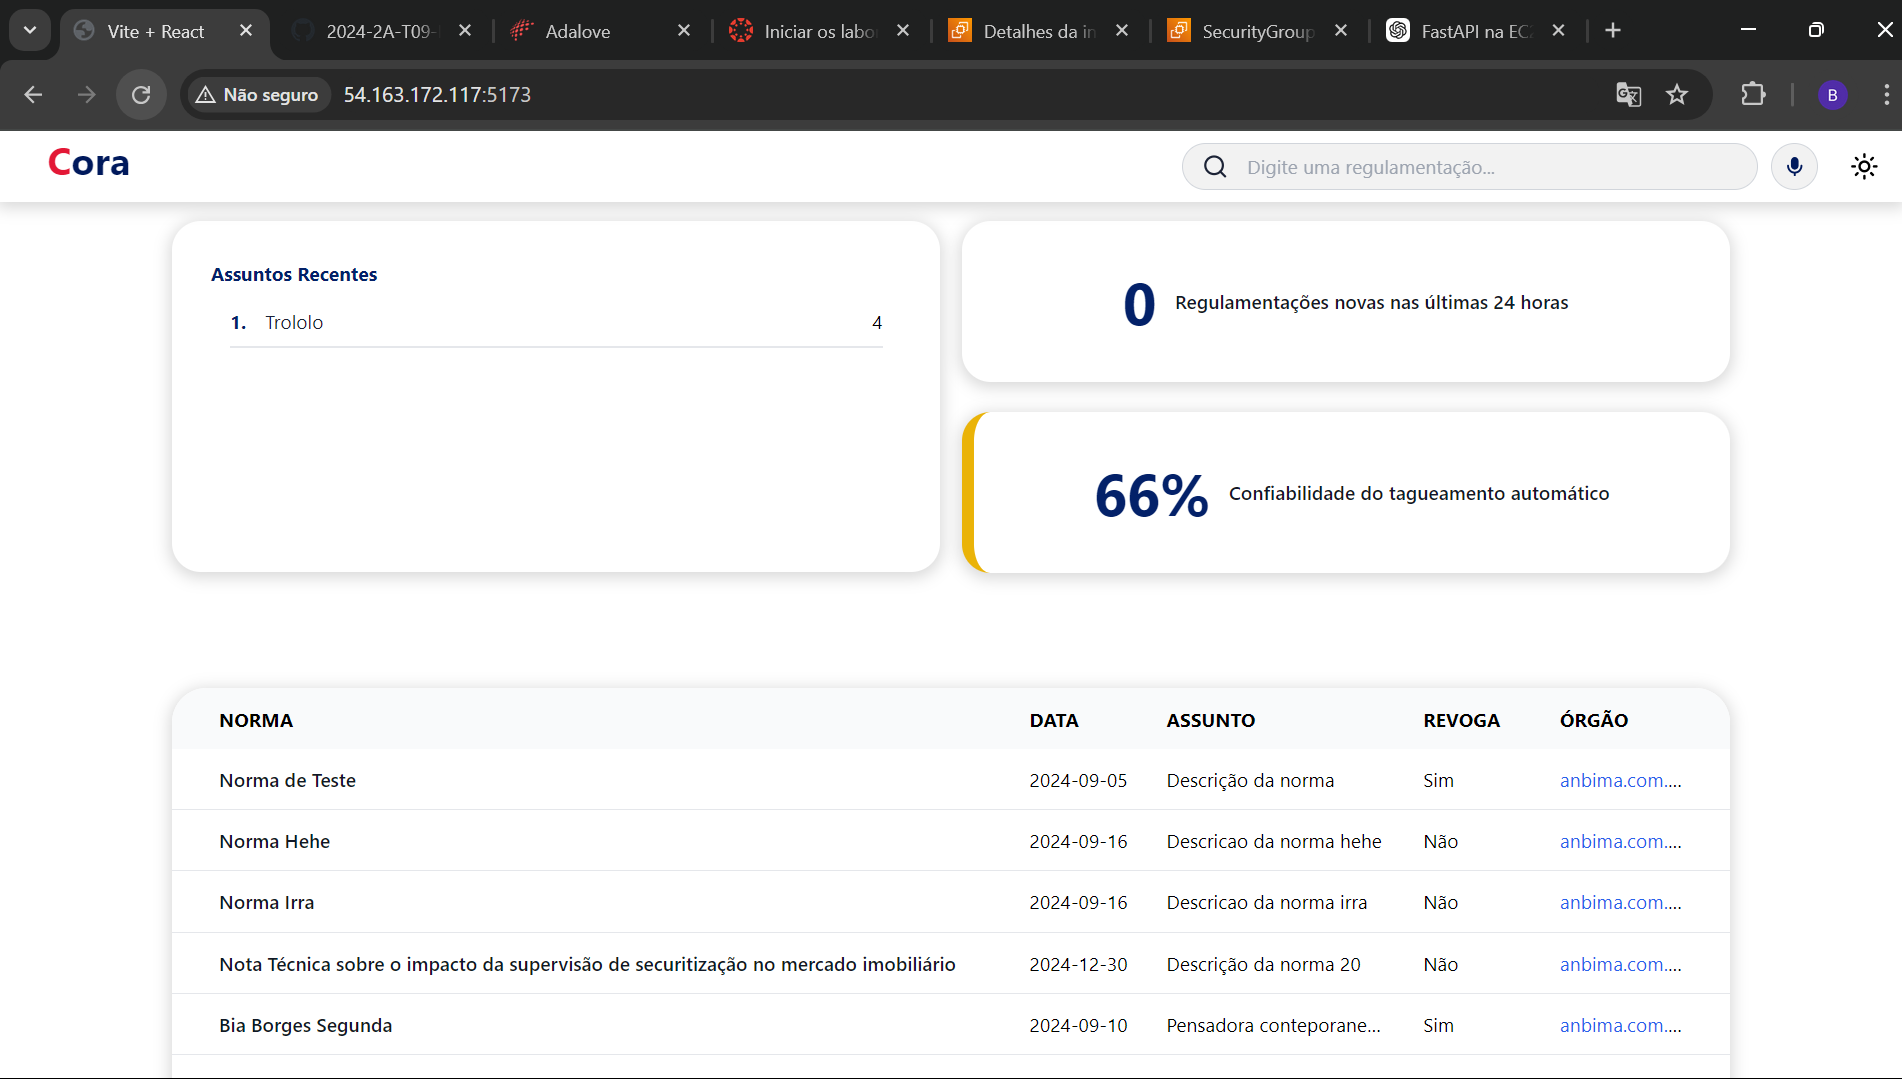 Vite + React
2024-2A-T09-
Adalove
Iniciar os labo
Detalhes da in
SecurityGroup
FastAPI na EC2
Não seguro
54.163.172.117:5173
B
Cora
Digite uma regulamentação...
Assuntos Recentes
1. Trololo 4
0 Regulamentações novas nas últimas 24 horas
66% Confiabilidade do tagueamento automático
NORMA DATA ASSUNTO REVOGA ÓRGÃO
Norma de Teste 2024-09-05 Descrição da norma Sim anbima.com....
Norma Hehe 2024-09-16 Descricao da norma hehe Não anbima.com....
Norma Irra 2024-09-16 Descricao da norma irra Não anbima.com....
Nota Técnica sobre o impacto da supervisão de securitização no mercado imobiliário 2024-12-30 Descrição da norma 20 Não anbima.com....
Bia Borges Segunda 2024-09-10 Pensadora conteporane... Sim anbima.com....